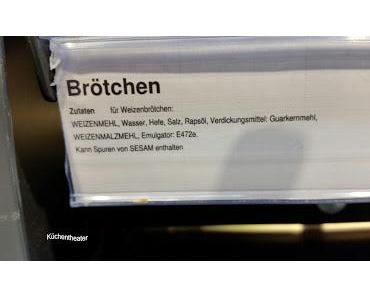 Brötchen
Zutaten für Weizenbrötchen:
WEIZENMEHL, Wasser, Hefe, Salz, Rapsöl, Verdickungsmittel: Guarkernmehl,
WEIZENMALZMEHL, Emulgator: E472e.
Kann Spuren von SESAM enthalten
Küchentheater